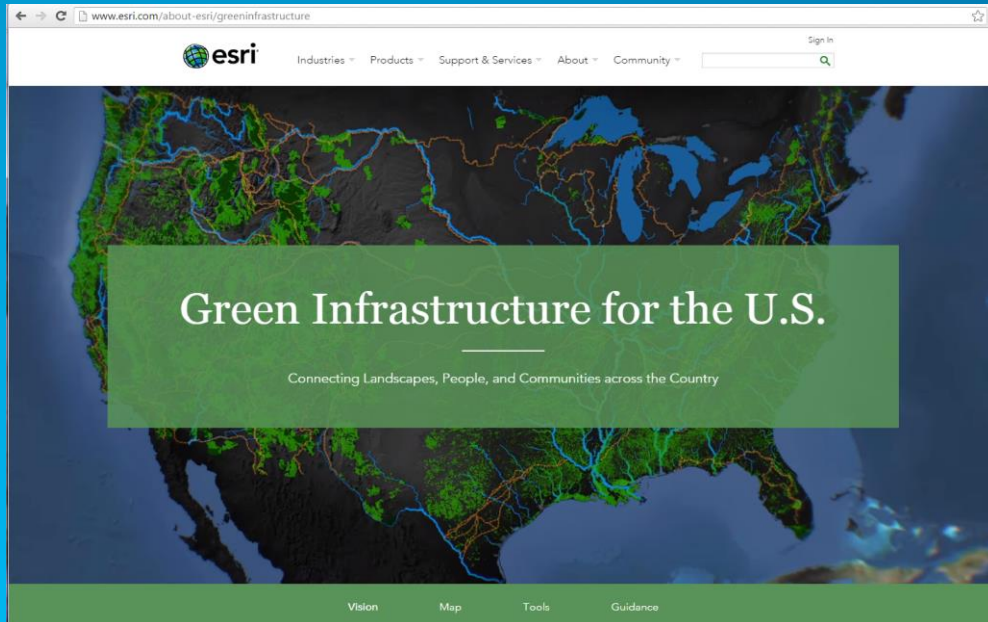 www.esri.com/about-esri/greeninfrastructure
Sign In
esri
Industries Products Support & Services About Community
Green Infrastructure for the U.S.
Connecting Landscapes, People, and Communities across the Country
Vision Map Tools Guidance